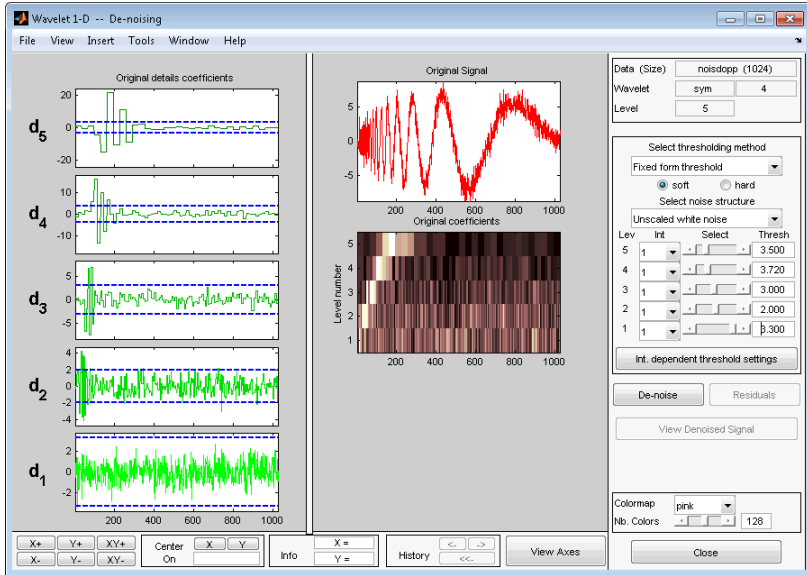 Wavelet 1-D -- De-noising
File View Insert Tools Window Help
Original details coefficients
d5
20
0
-20
d4
10
0
-10
d3
5
0
-5
d2
4
2
0
-2
-4
d1
2
0
-2
200 400 600 800 1000
Original Signal
5
0
-5
200 400 600 800 1000
Original coefficients
Level number
5
4
3
2
1
200 400 600 800 1000
Data (Size) noisdopp (1024)
Wavelet sym 4
Level 5
Select thresholding method
Fixed form threshold
soft hard
Select noise structure
Unscaled white noise
Lev Int Select Thresh
5 1 3.500
4 1 3.720
3 1 3.000
2 1 2.000
1 1 3.300
Int. dependent threshold settings
De-noise Residuals
View Denoised Signal
Colormap pink
Nb. Colors 128
Close
X+ Y+ XY+
X- Y- XY-
Center On X Y
Info X =
Y =
History <- ->
<<-
View Axes